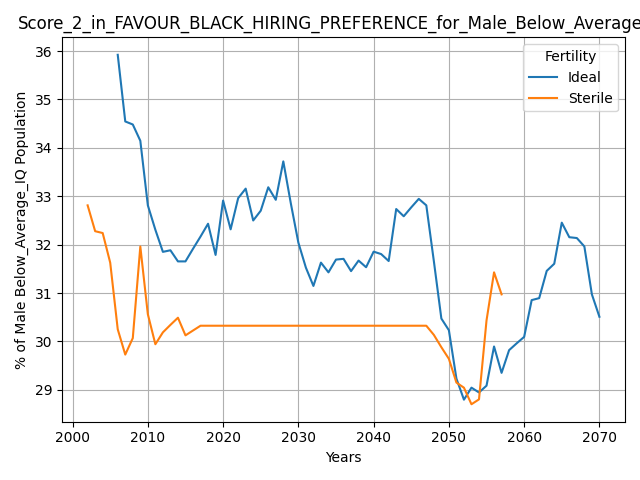 Score_2_in_FAVOUR_BLACK_HIRING_PREFERENCE_for_Male_Below_Average
Fertility
Ideal
Sterile
% of Male Below_Average_IQ Population
36
35
34
33
32
31
30
29
2000 2010 2020 2030 2040 2050 2060 2070
Years